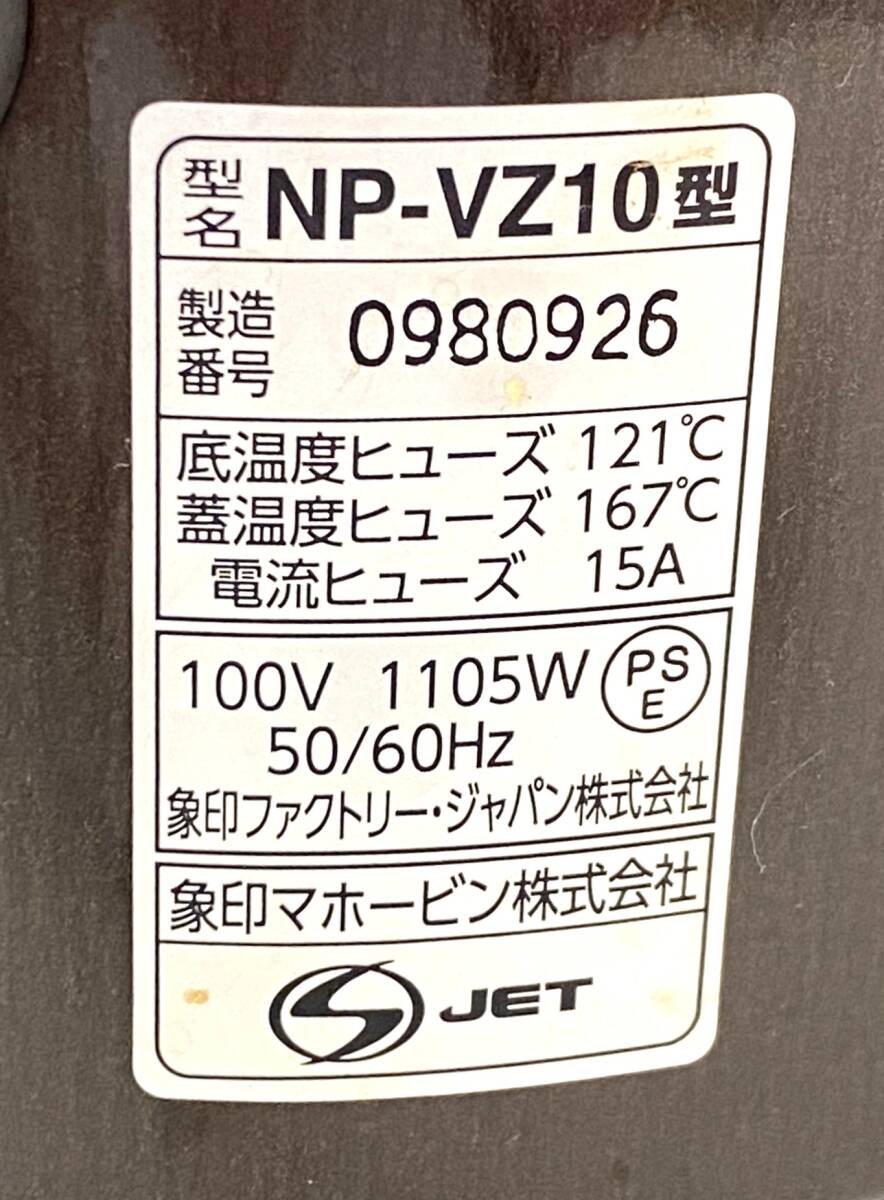 型名 NP-VZ10型
製造番号 0980926
底温度ヒューズ 121℃
蓋温度ヒューズ 167℃
電流ヒューズ 15A
100V 1105W PSE
50/60Hz
象印ファクトリー・ジャパン株式会社
象印マホービン株式会社
JET